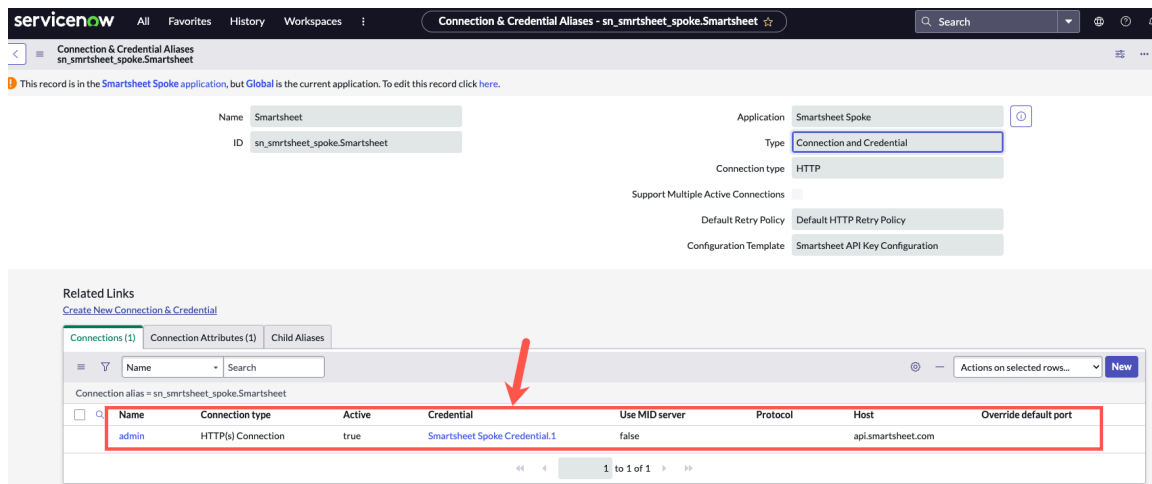 servicenow All Favorites History Workspaces Connection & Credential Aliases - sn_smrtsheet_spoke.Smartsheet Search
Connection & Credential Aliases
sn_smrtsheet_spoke.Smartsheet
This record is in the Smartsheet Spoke application, but Global is the current application. To edit this record click here.
Name Smartsheet Application Smartsheet Spoke
ID sn_smrtsheet_spoke.Smartsheet Type Connection and Credential
Connection type HTTP
Support Multiple Active Connections
Default Retry Policy Default HTTP Retry Policy
Configuration Template Smartsheet API Key Configuration
Related Links
Create New Connection & Credential
Connections (1) Connection Attributes (1) Child Aliases
Name Search Actions on selected rows... New
Connection alias = sn_smrtsheet_spoke.Smartsheet
Name Connection type Active Credential Use MID server Protocol Host Override default port
admin HTTP(s) Connection true Smartsheet Spoke Credential.1 false api.smartsheet.com
1 to 1 of 1